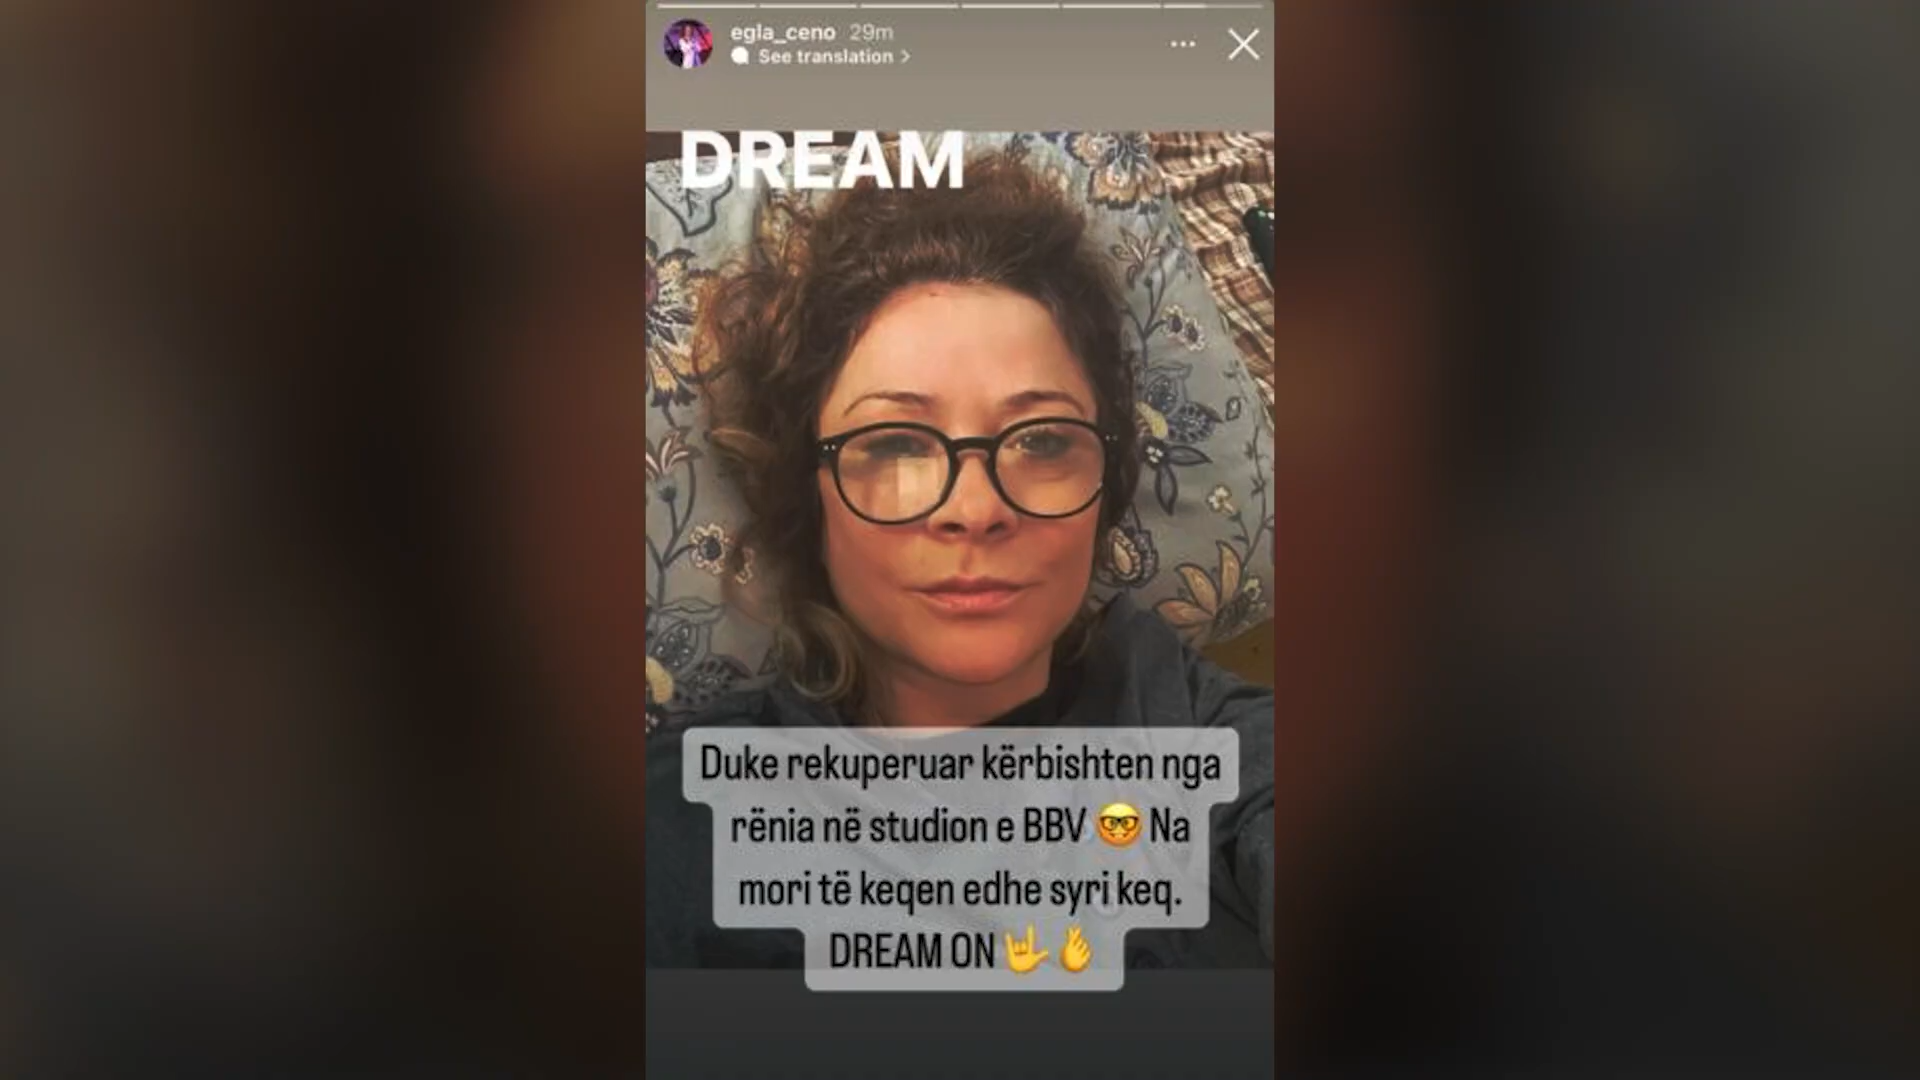 egla_ceno 29m
See translation >
DREAM
Duke rekuperuar kërbishten nga
rënia në studion e BBV 🤓 Na
mori të keqen edhe syri keq.
DREAM ON 🤟🫰